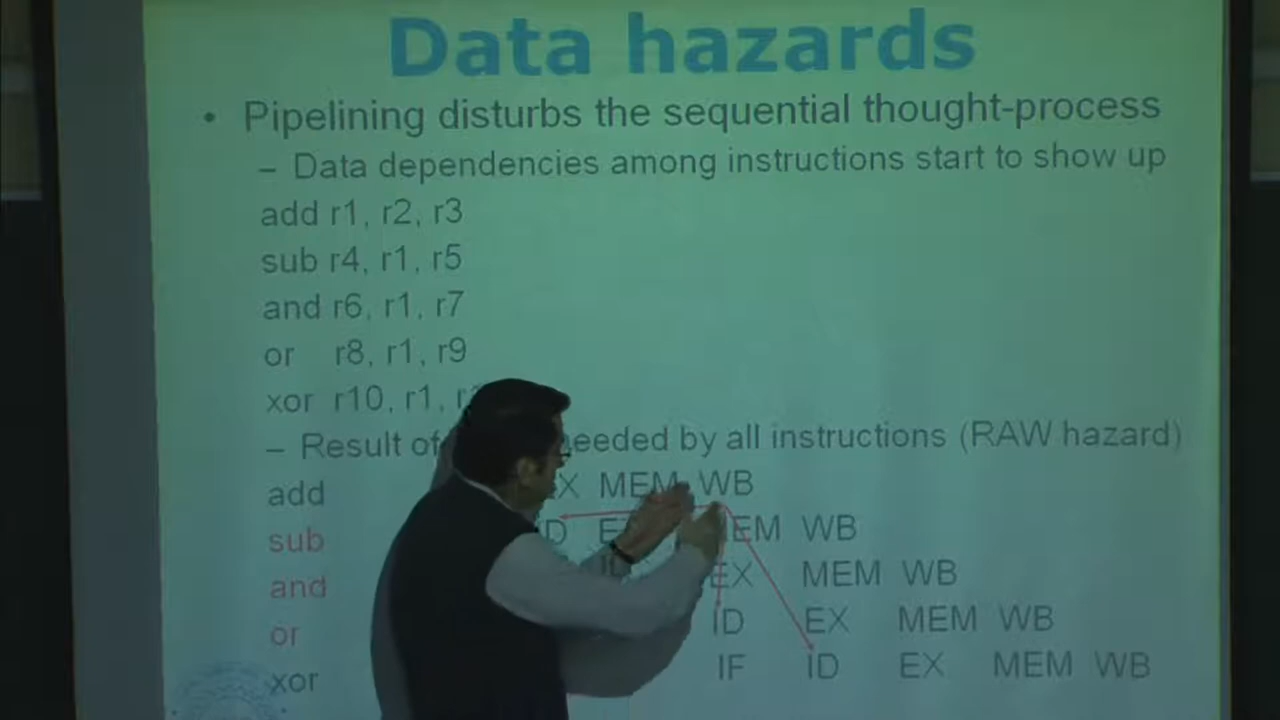 Data hazards
• Pipelining disturbs the sequential thought-process
– Data dependencies among instructions start to show up
add r1, r2, r3
sub r4, r1, r5
and r6, r1, r7
or r8, r1, r9
xor r10, r1,
– Result of needed by all instructions (RAW hazard)
add EX MEM WB
sub ID MEM WB
and EX MEM WB
or ID EX MEM WB
xor IF ID EX MEM WB